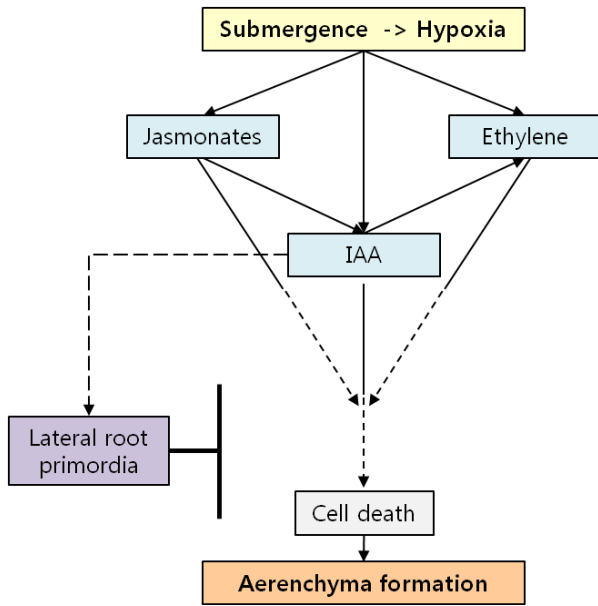 Submergence -> Hypoxia
Jasmonates
Ethylene
IAA
Lateral root
primordia
Cell death
Aerenchyma formation